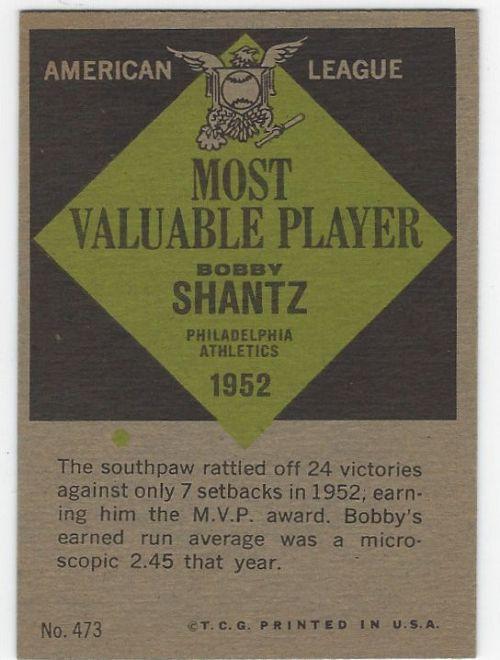 AMERICAN LEAGUE
MOST
VALUABLE PLAYER
BOBBY
SHANTZ
PHILADELPHIA
ATHLETICS
1952
The southpaw rattled off 24 victories
against only 7 setbacks in 1952, earn-
ing him the M.V.P. award. Bobby's
earned run average was a micro-
scopic 2.45 that year.
No. 473 ©T.C.G. PRINTED IN U.S.A.